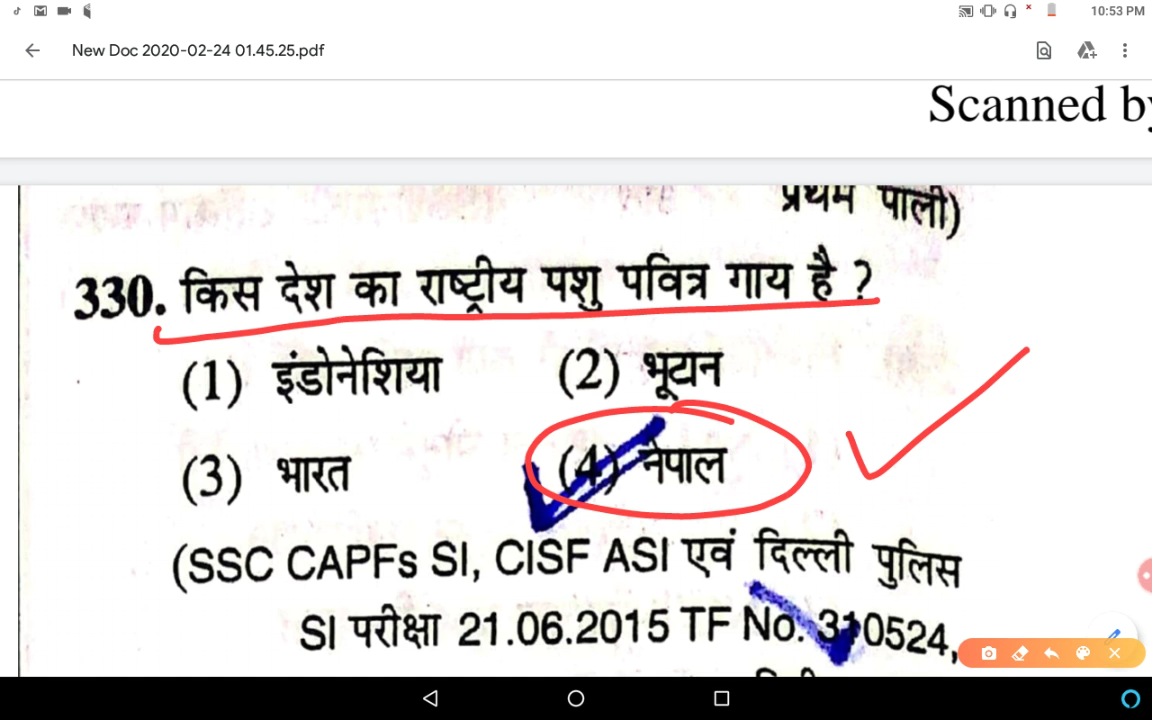 10:53 PM
New Doc 2020-02-24 01.45.25.pdf
Scanned by
प्रथम पाली)
330. किस देश का राष्ट्रीय पशु पवित्र गाय है ?
(1) इंडोनेशिया (2) भूटान
(3) भारत (4) नेपाल
(SSC CAPFs SI, CISF ASI एवं दिल्ली पुलिस
SI परीक्षा 21.06.2015 TF No. 310524,